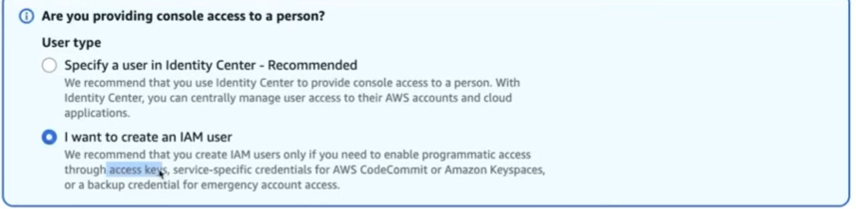 Are you providing console access to a person?
User type
Specify a user in Identity Center - Recommended
We recommend that you use Identity Center to provide console access to a person. With
Identity Center, you can centrally manage user access to their AWS accounts and cloud
applications.
I want to create an IAM user
We recommend that you create IAM users only if you need to enable programmatic access
through access keys, service-specific credentials for AWS CodeCommit or Amazon Keyspaces,
or a backup credential for emergency account access.